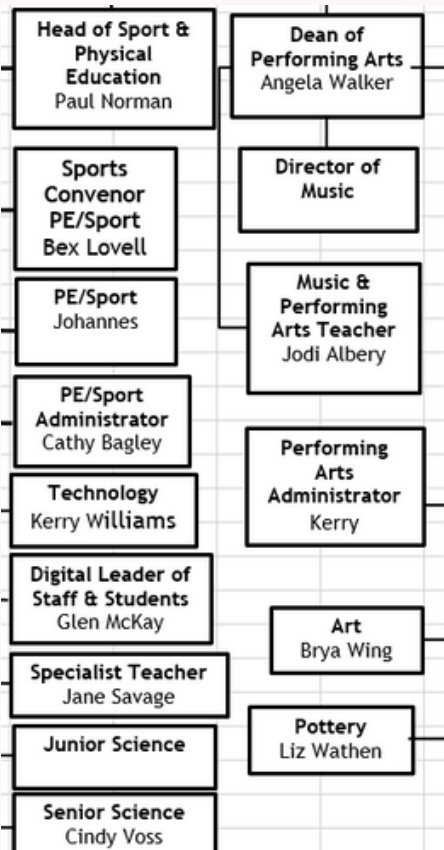 Head of Sport &
Physical
Education
Paul Norman
Sports
Convenor
PE/Sport
Bex Lovell
PE/Sport
Johannes
PE/Sport
Administrator
Cathy Bagley
Technology
Kerry Williams
Digital Leader of
Staff & Students
Glen McKay
Specialist Teacher
Jane Savage
Junior Science
Senior Science
Cindy Voss
Dean of
Performing Arts
Angela Walker
Director of
Music
Music &
Performing
Arts Teacher
Jodi Albery
Performing
Arts
Administrator
Kerry
Art
Brya Wing
Pottery
Liz Wathen